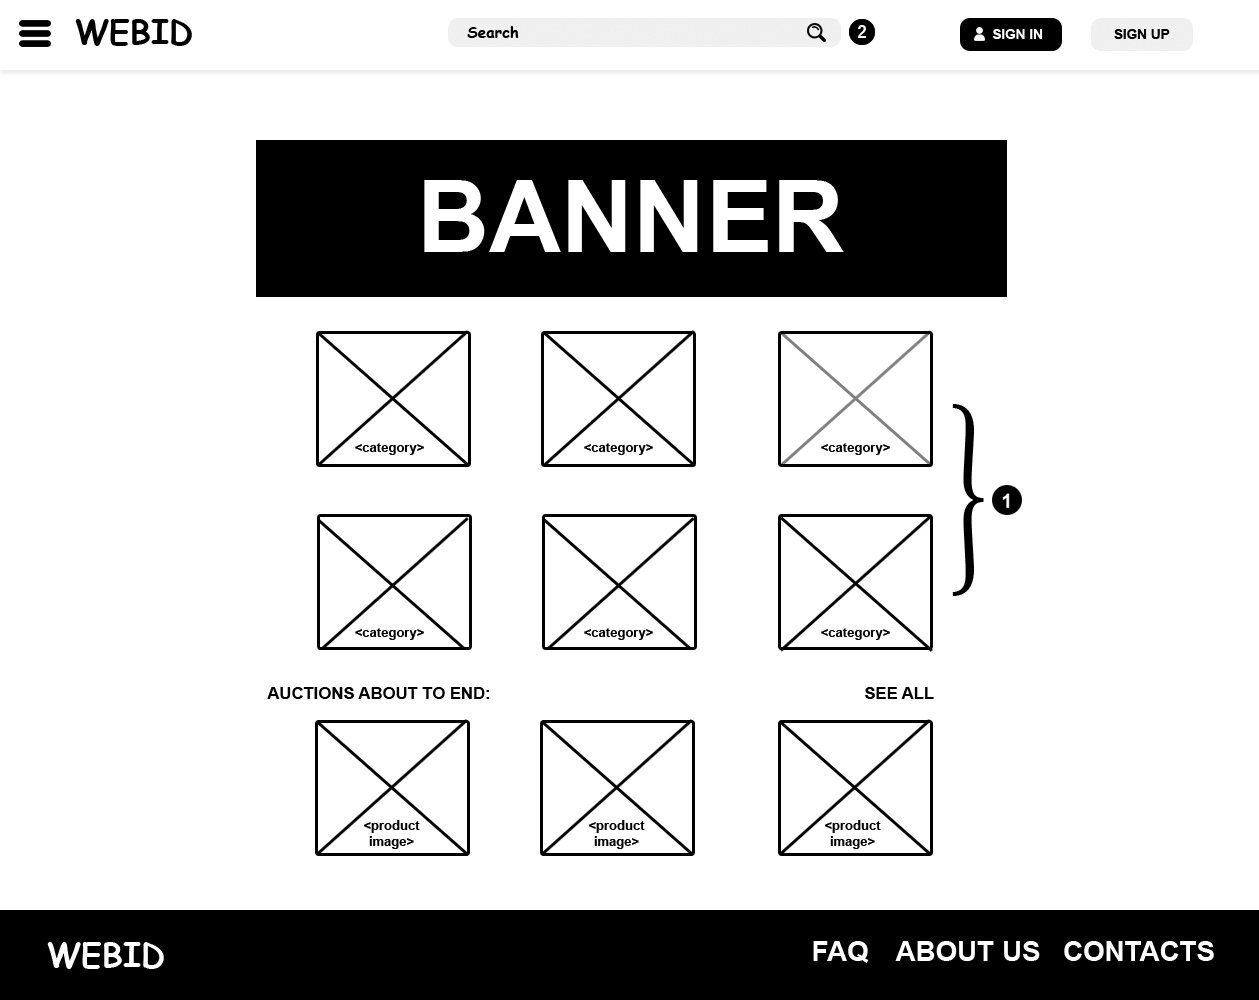 WEBID
Search
2
SIGN IN
SIGN UP
BANNER
<category> <category> <category>
1
<category> <category> <category>
AUCTIONS ABOUT TO END:
SEE ALL
<product
image>
<product
image>
<product
image>
WEBID
FAQ ABOUT US CONTACTS